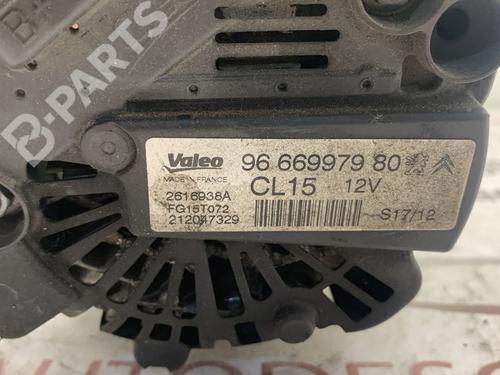 B-PARTS
Valeo
MADE IN FRANCE
96 669979 80
CL15 12V
2616938A
FG15T072
212047329
S17/12